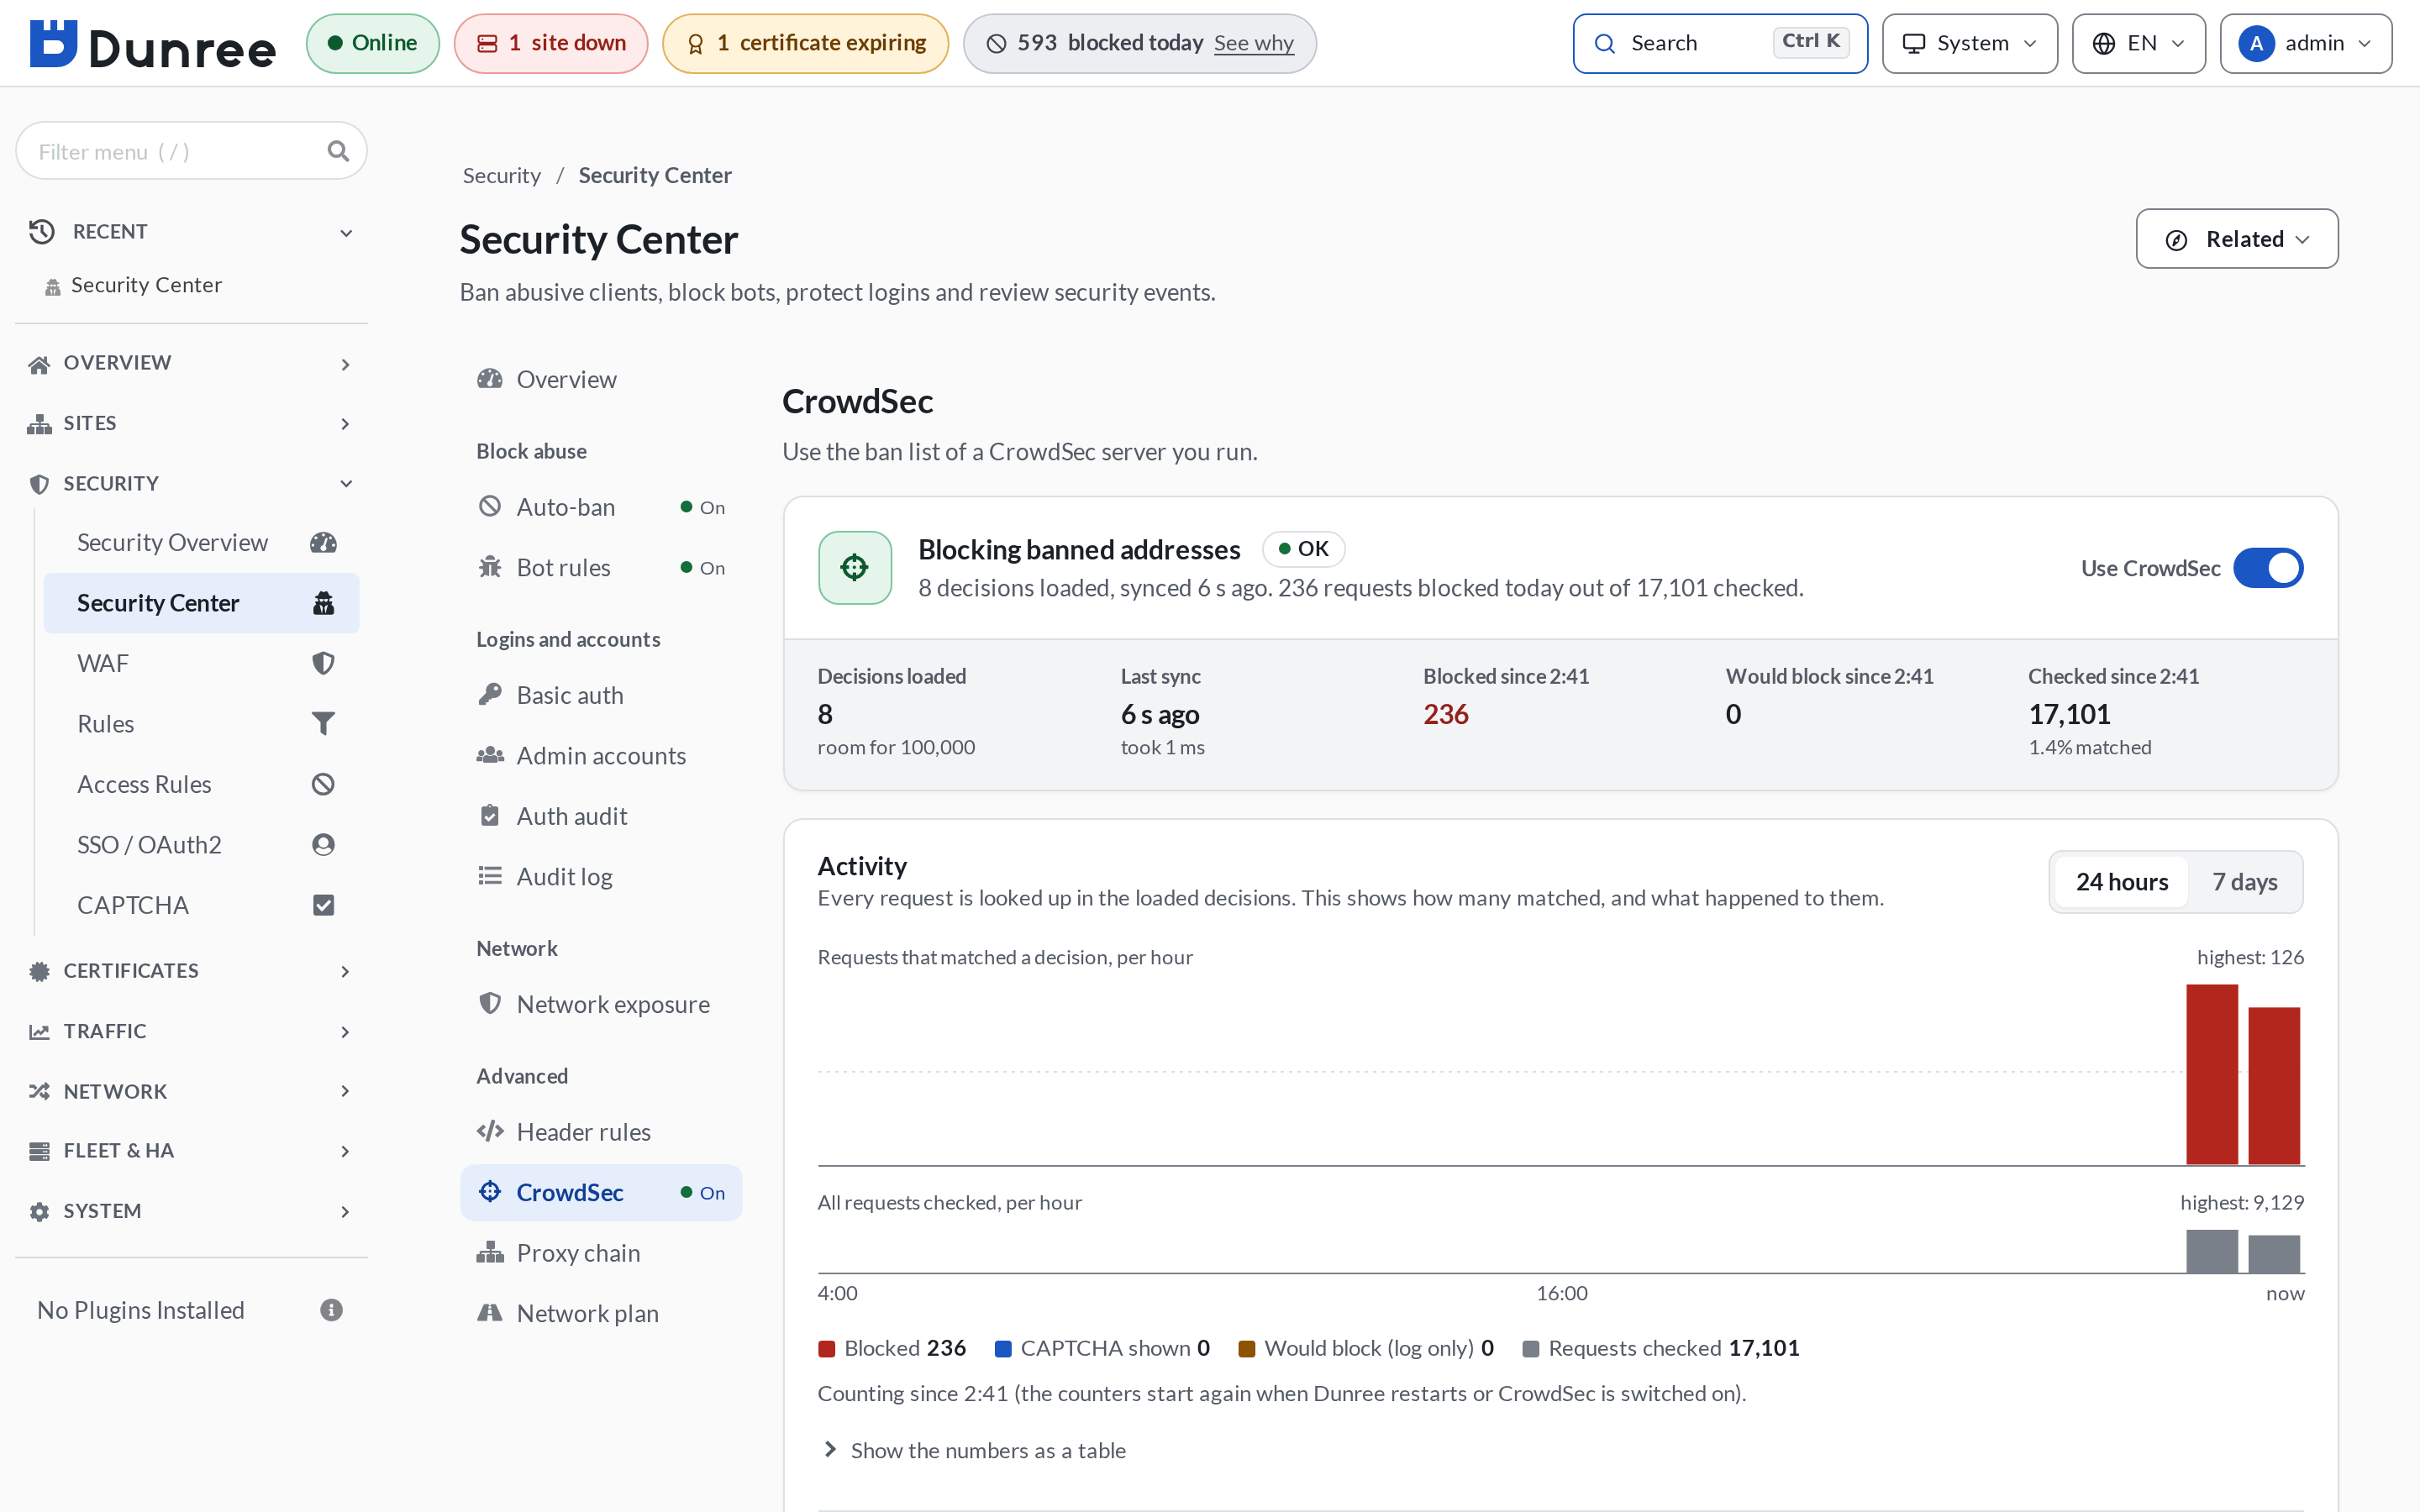 Dunree
Online
1 site down
1 certificate expiring
593 blocked today See why
Search Ctrl K
System
EN
A admin
Filter menu ( / )
RECENT
Security Center
OVERVIEW
SITES
SECURITY
Security Overview
Security Center
WAF
Rules
Access Rules
SSO / OAuth2
CAPTCHA
CERTIFICATES
TRAFFIC
NETWORK
FLEET & HA
SYSTEM
No Plugins Installed
Security / Security Center
Security Center
Ban abusive clients, block bots, protect logins and review security events.
Related
Overview
Block abuse
Auto-ban On
Bot rules On
Logins and accounts
Basic auth
Admin accounts
Auth audit
Audit log
Network
Network exposure
Advanced
Header rules
CrowdSec On
Proxy chain
Network plan
CrowdSec
Use the ban list of a CrowdSec server you run.
Blocking banned addresses OK
8 decisions loaded, synced 6 s ago. 236 requests blocked today out of 17,101 checked.
Use CrowdSec
Decisions loaded
8
room for 100,000
Last sync
6 s ago
took 1 ms
Blocked since 2:41
236
Would block since 2:41
0
Checked since 2:41
17,101
1.4% matched
Activity
Every request is looked up in the loaded decisions. This shows how many matched, and what happened to them.
24 hours 7 days
Requests that matched a decision, per hour highest: 126
All requests checked, per hour highest: 9,129
4:00 16:00 now
Blocked 236 CAPTCHA shown 0 Would block (log only) 0 Requests checked 17,101
Counting since 2:41 (the counters start again when Dunree restarts or CrowdSec is switched on).
Show the numbers as a table